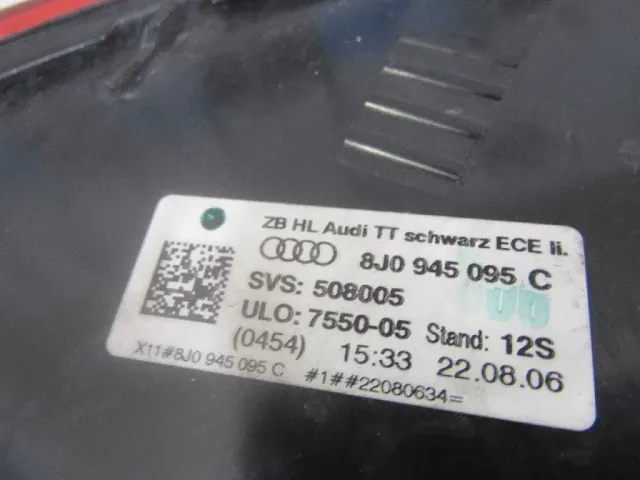 ZB HL Audi TT schwarz ECE li.
8J0 945 095 C
SVS: 508005
ULO: 7550-05 Stand: 12S
(0454) 15:33 22.08.06
X11#8J0 945 095 C #1##22080634=